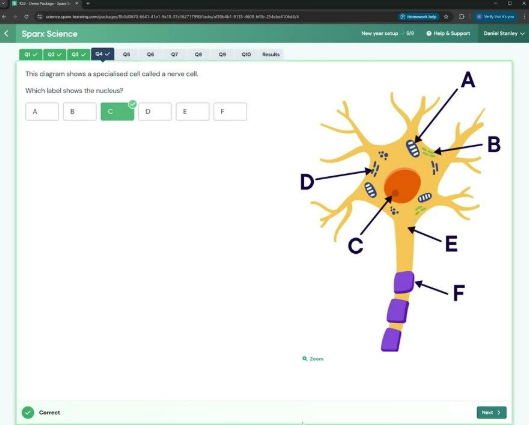 Sparx Science
New year setup ✓ 9/9
Help & Support
Daniel Stanley
Q1 ✓ Q2 ✓ Q3 ✓ Q4 ✓ Q5 Q6 Q7 Q8 Q9 Q10 Results
This diagram shows a specialised cell called a nerve cell.
Which label shows the nucleus?
A B C D E F
A
B
D
C
E
F
Zoom
Correct
Next